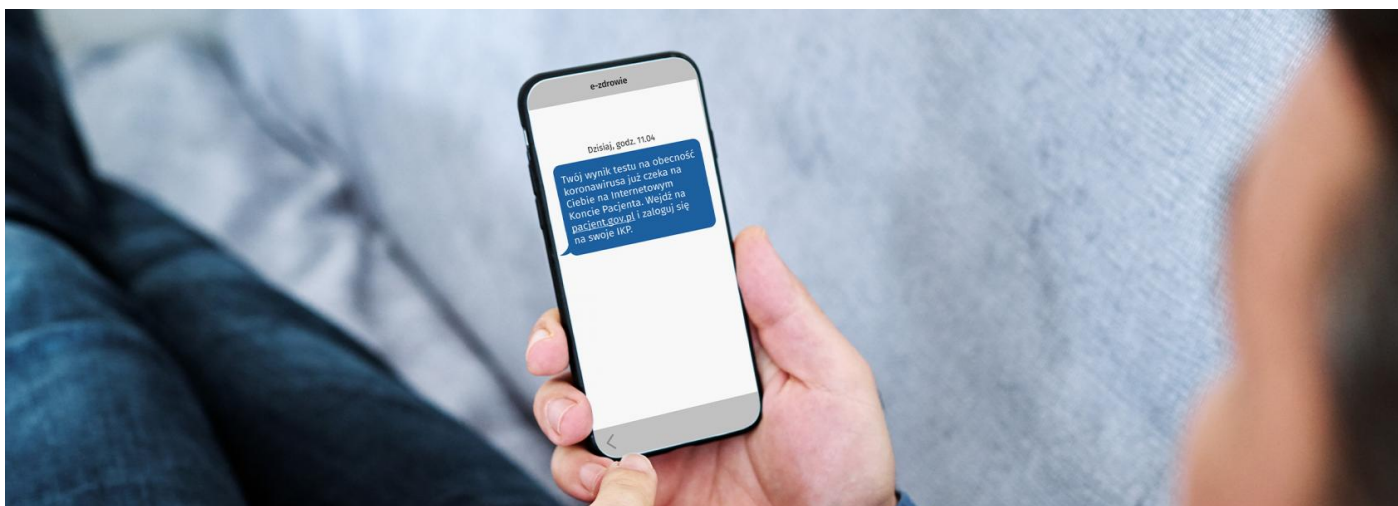 e-zdrowie
Dzisiaj, godz. 11.04
Twój wynik testu na obecność
koronawirusa już czeka na
Ciebie na Internetowym
Koncie Pacjenta. Wejdź na
pacjent.gov.pl i zaloguj się
na swoje IKP.